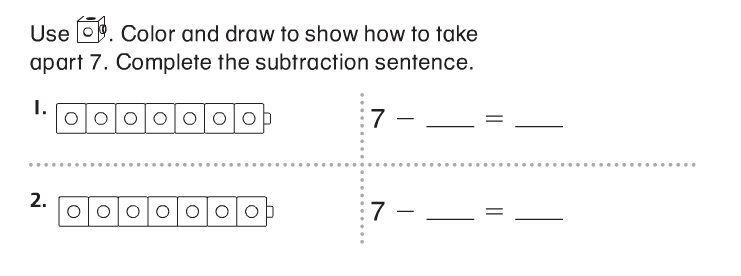 Use . Color and draw to show how to take
apart 7. Complete the subtraction sentence.
1.
7 − ___ = ___
2.
7 − ___ = ___